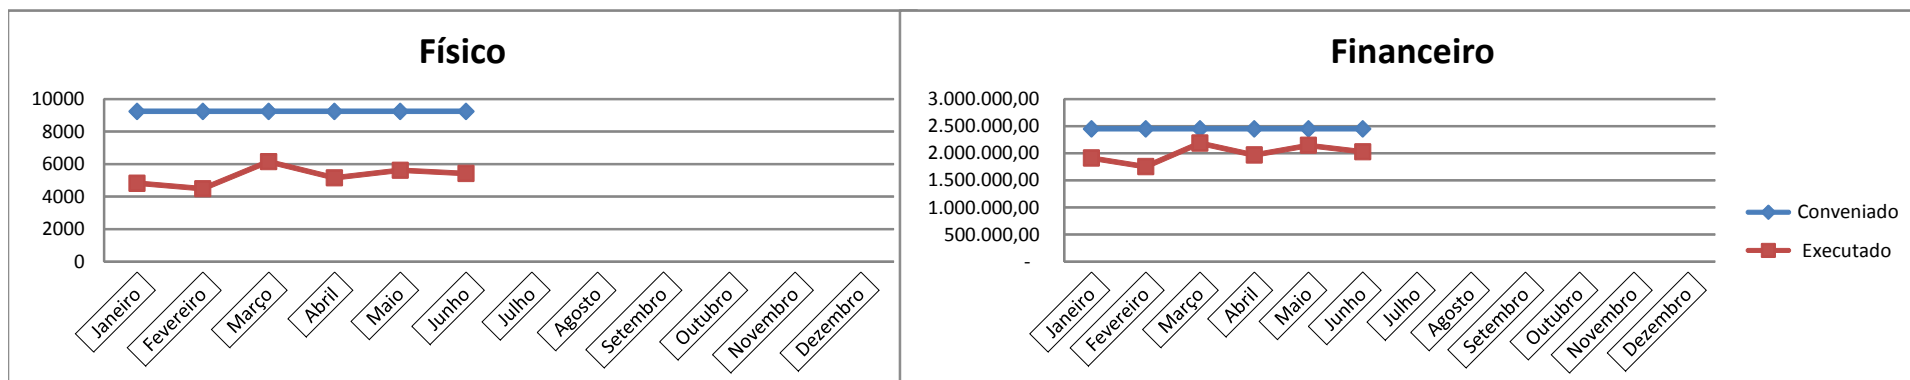 Físico
10000
8000
6000
4000
2000
0
Janeiro
Fevereiro
Março
Abril
Maio
Junho
Julho
Agosto
Setembro
Outubro
Novembro
Dezembro
Financeiro
3.000.000,00
2.500.000,00
2.000.000,00
1.500.000,00
1.000.000,00
500.000,00
-
Janeiro
Fevereiro
Março
Abril
Maio
Junho
Julho
Agosto
Setembro
Outubro
Novembro
Dezembro
Conveniado
Executado